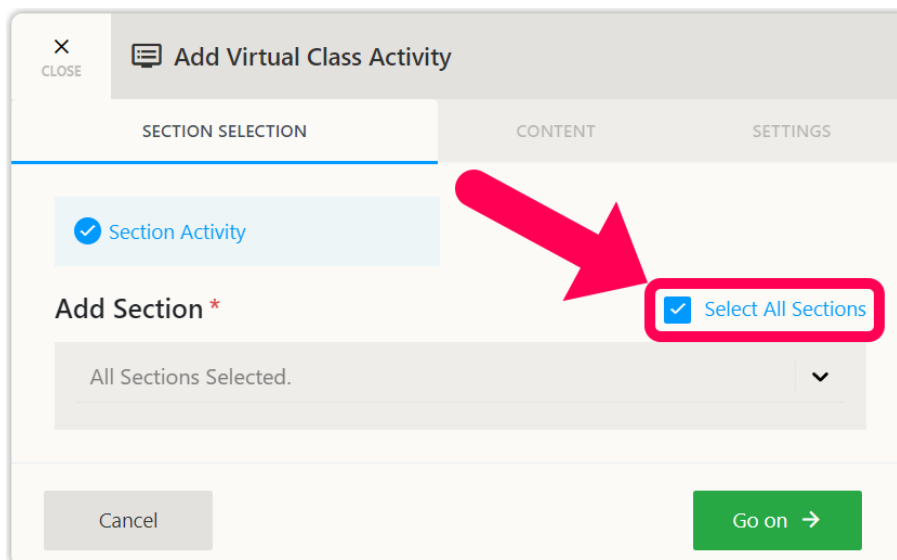 CLOSE
Add Virtual Class Activity
SECTION SELECTION
CONTENT
SETTINGS
Section Activity
Add Section *
Select All Sections
All Sections Selected.
Cancel
Go on →